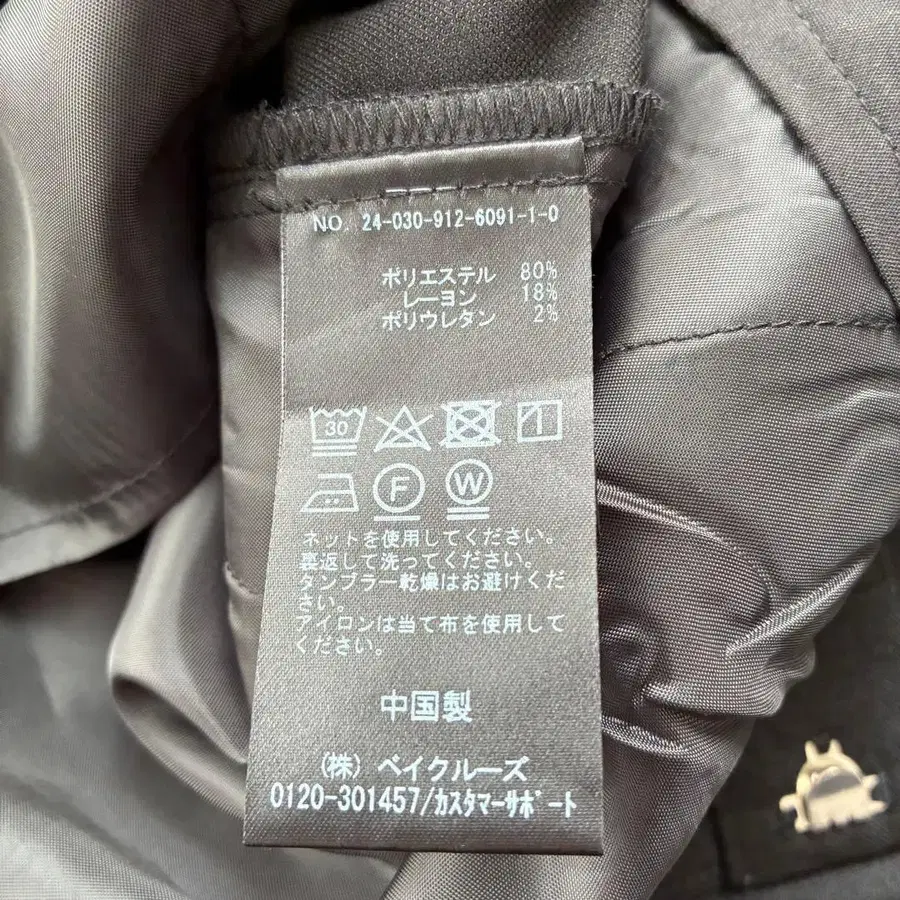 NO. 24-030-912-6091-1-0
ポリエステル 80%
レーヨン 18%
ポリウレタン 2%
30
F W
ネットを使用してください。
裏返して洗ってください。
タンブラー乾燥はお避けくだ
さい。
アイロンは当て布を使用して
ください。
中国製
(株) ベイクルーズ
0120-301457/ｶｽﾀﾏｰｻﾎﾟｰﾄ